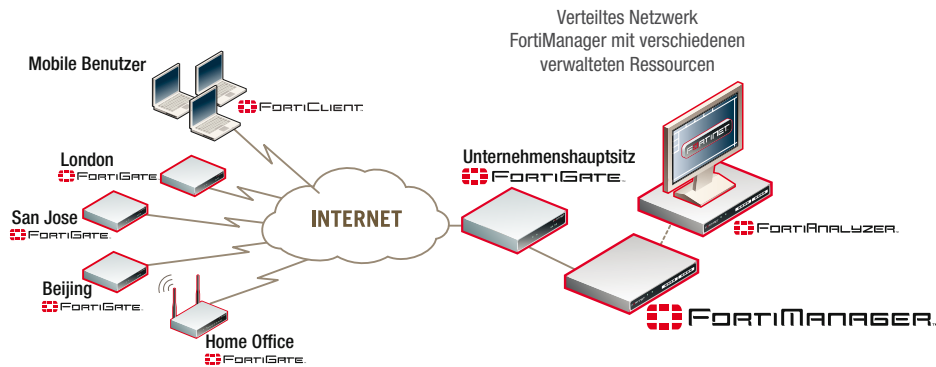 Verteiltes Netzwerk
FortiManager mit verschiedenen
verwalteten Ressourcen
Mobile Benutzer
FORTICLIENT
London
FORTIGATE
San Jose
FORTIGATE
Beijing
FORTIGATE
Home Office
FORTIGATE
INTERNET
Unternehmenshauptsitz
FORTIGATE
FORTINET
FORTIANALYZER
FORTIMANAGER